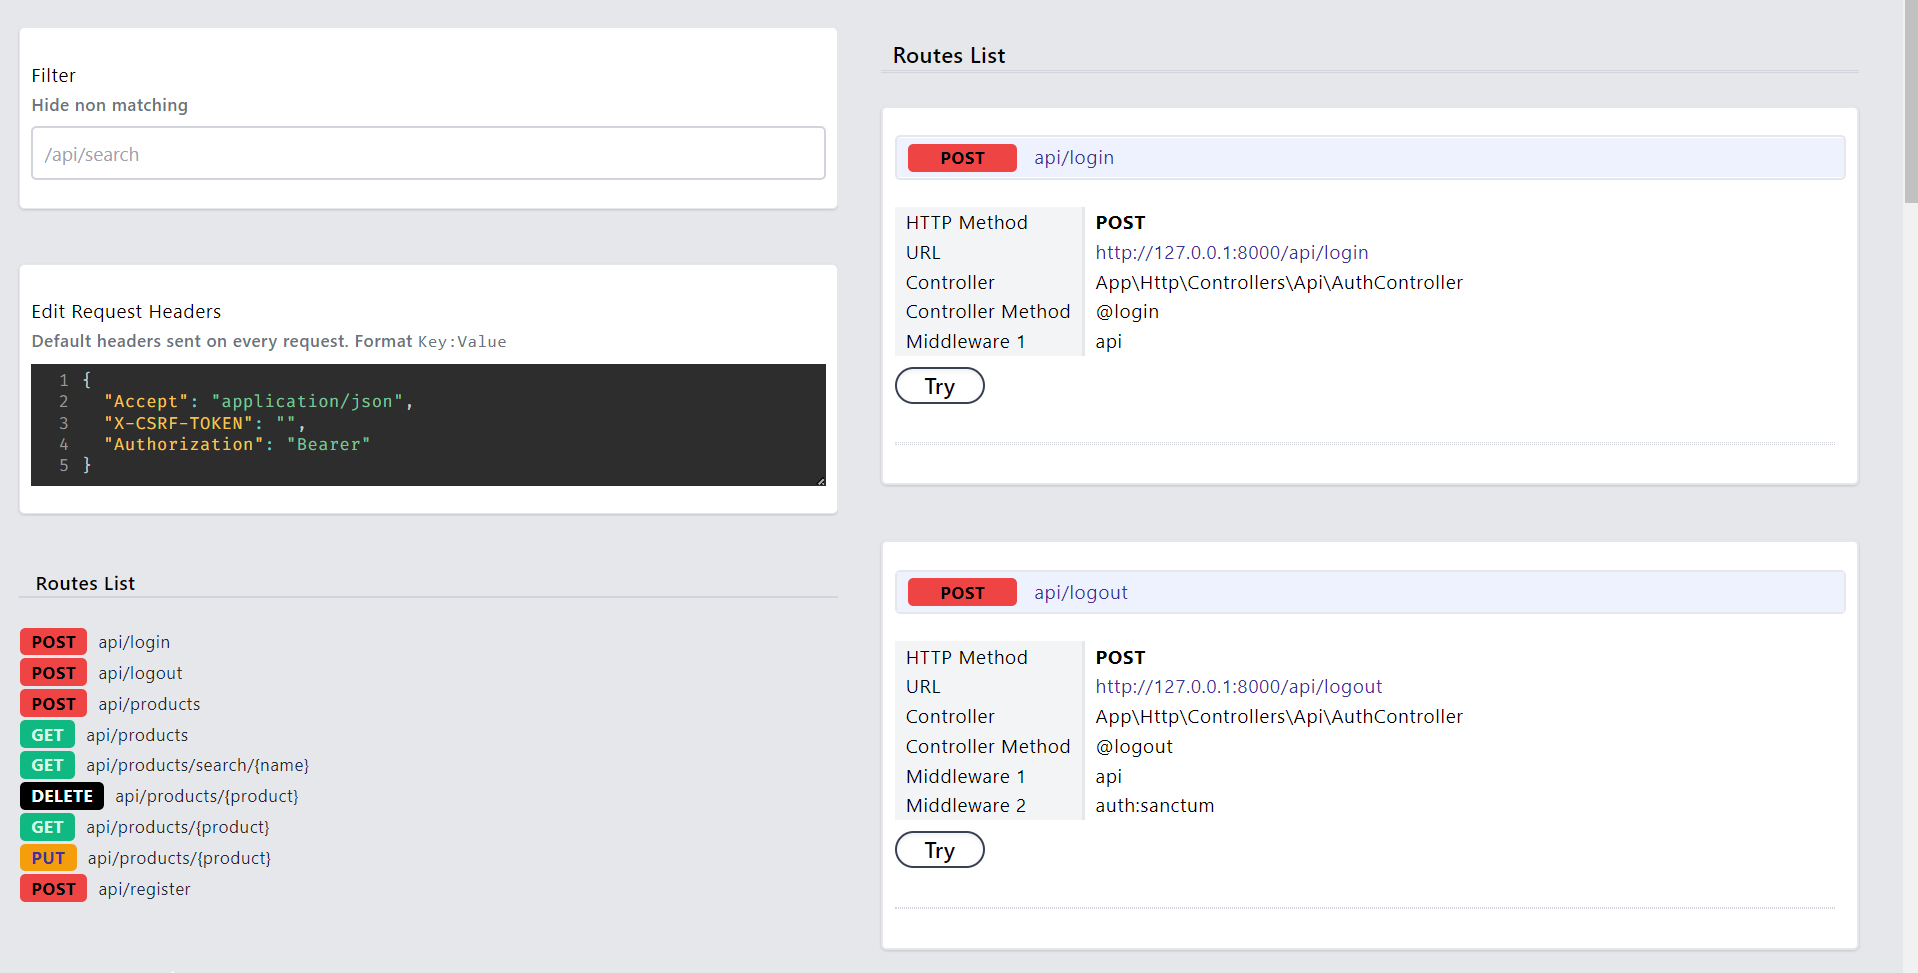 Filter
Hide non matching
/api/search
Edit Request Headers
Default headers sent on every request. Format Key:Value
1 {
2 "Accept": "application/json",
3 "X-CSRF-TOKEN": "",
4 "Authorization": "Bearer"
5 }
Routes List
POST api/login
POST api/logout
POST api/products
GET api/products
GET api/products/search/{name}
DELETE api/products/{product}
GET api/products/{product}
PUT api/products/{product}
POST api/register
Routes List
POST api/login
HTTP Method POST
URL http://127.0.0.1:8000/api/login
Controller App\Http\Controllers\Api\AuthController
Controller Method @login
Middleware 1 api
Try
POST api/logout
HTTP Method POST
URL http://127.0.0.1:8000/api/logout
Controller App\Http\Controllers\Api\AuthController
Controller Method @logout
Middleware 1 api
Middleware 2 auth:sanctum
Try